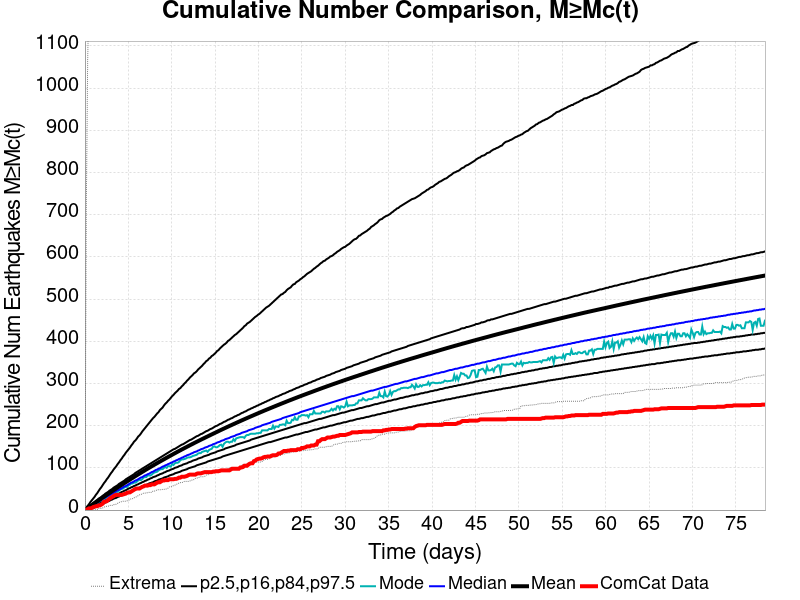 Cumulative Number Comparison, M≥Mc(t)
Cumulative Num Earthquakes M≥Mc(t)
1100
1000
900
800
700
600
500
400
300
200
100
0
0 5 10 15 20 25 30 35 40 45 50 55 60 65 70 75
Time (days)
Extrema p2.5,p16,p84,p97.5 Mode Median Mean ComCat Data